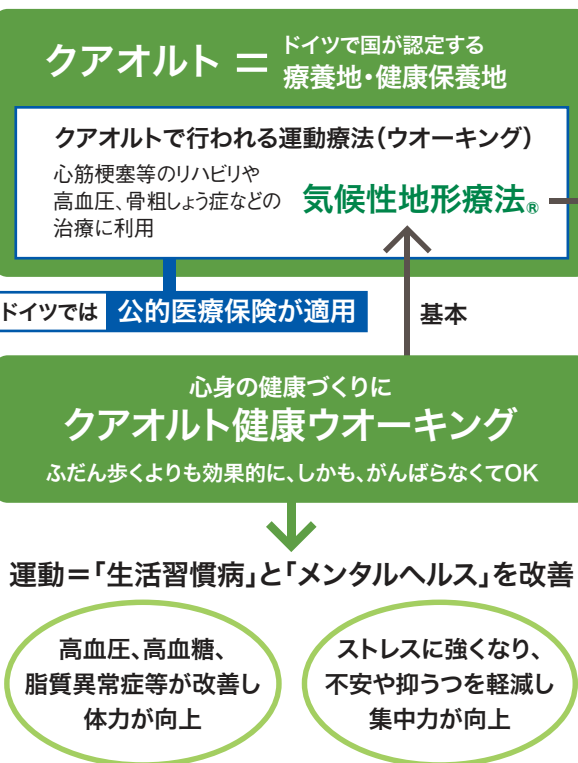 クアオルト ＝ ドイツで国が認定する
療養地・健康保養地
クアオルトで行われる運動療法（ウオーキング）
心筋梗塞等のリハビリや
高血圧、骨粗しょう症などの
治療に利用
気候性地形療法®
ドイツでは 公的医療保険が適用
基本
心身の健康づくりに
クアオルト健康ウオーキング
ふだん歩くよりも効果的に、しかも、がんばらなくてOK
運動＝「生活習慣病」と「メンタルヘルス」を改善
高血圧、高血糖、
脂質異常症等が改善し
体力が向上
ストレスに強くなり、
不安や抑うつを軽減し
集中力が向上